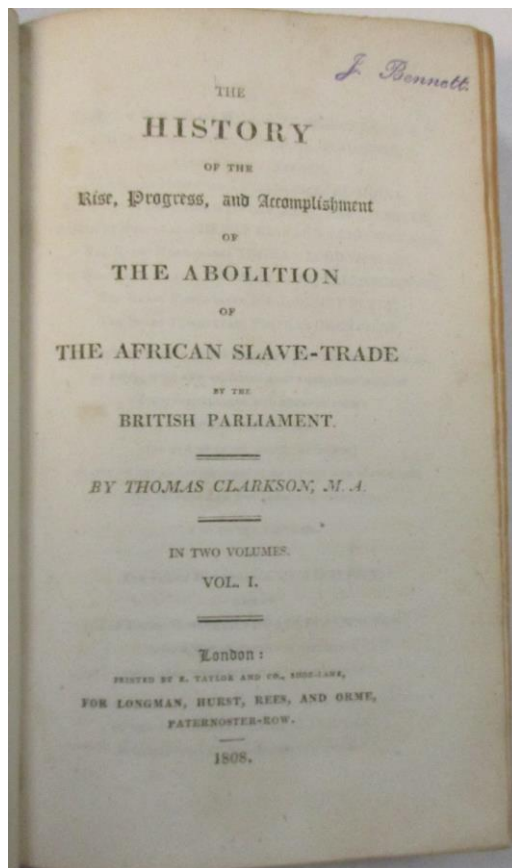 J. Bennett.
THE
HISTORY
OF THE
Rise, Progress, and Accomplishment
OF
THE ABOLITION
OF
THE AFRICAN SLAVE-TRADE
BY THE
BRITISH PARLIAMENT.
BY THOMAS CLARKSON, M.A.
IN TWO VOLUMES.
VOL. I.
London:
PRINTED BY R. TAYLOR AND CO., SHOE-LANE,
FOR LONGMAN, HURST, REES, AND ORME,
PATERNOSTER-ROW.
1808.